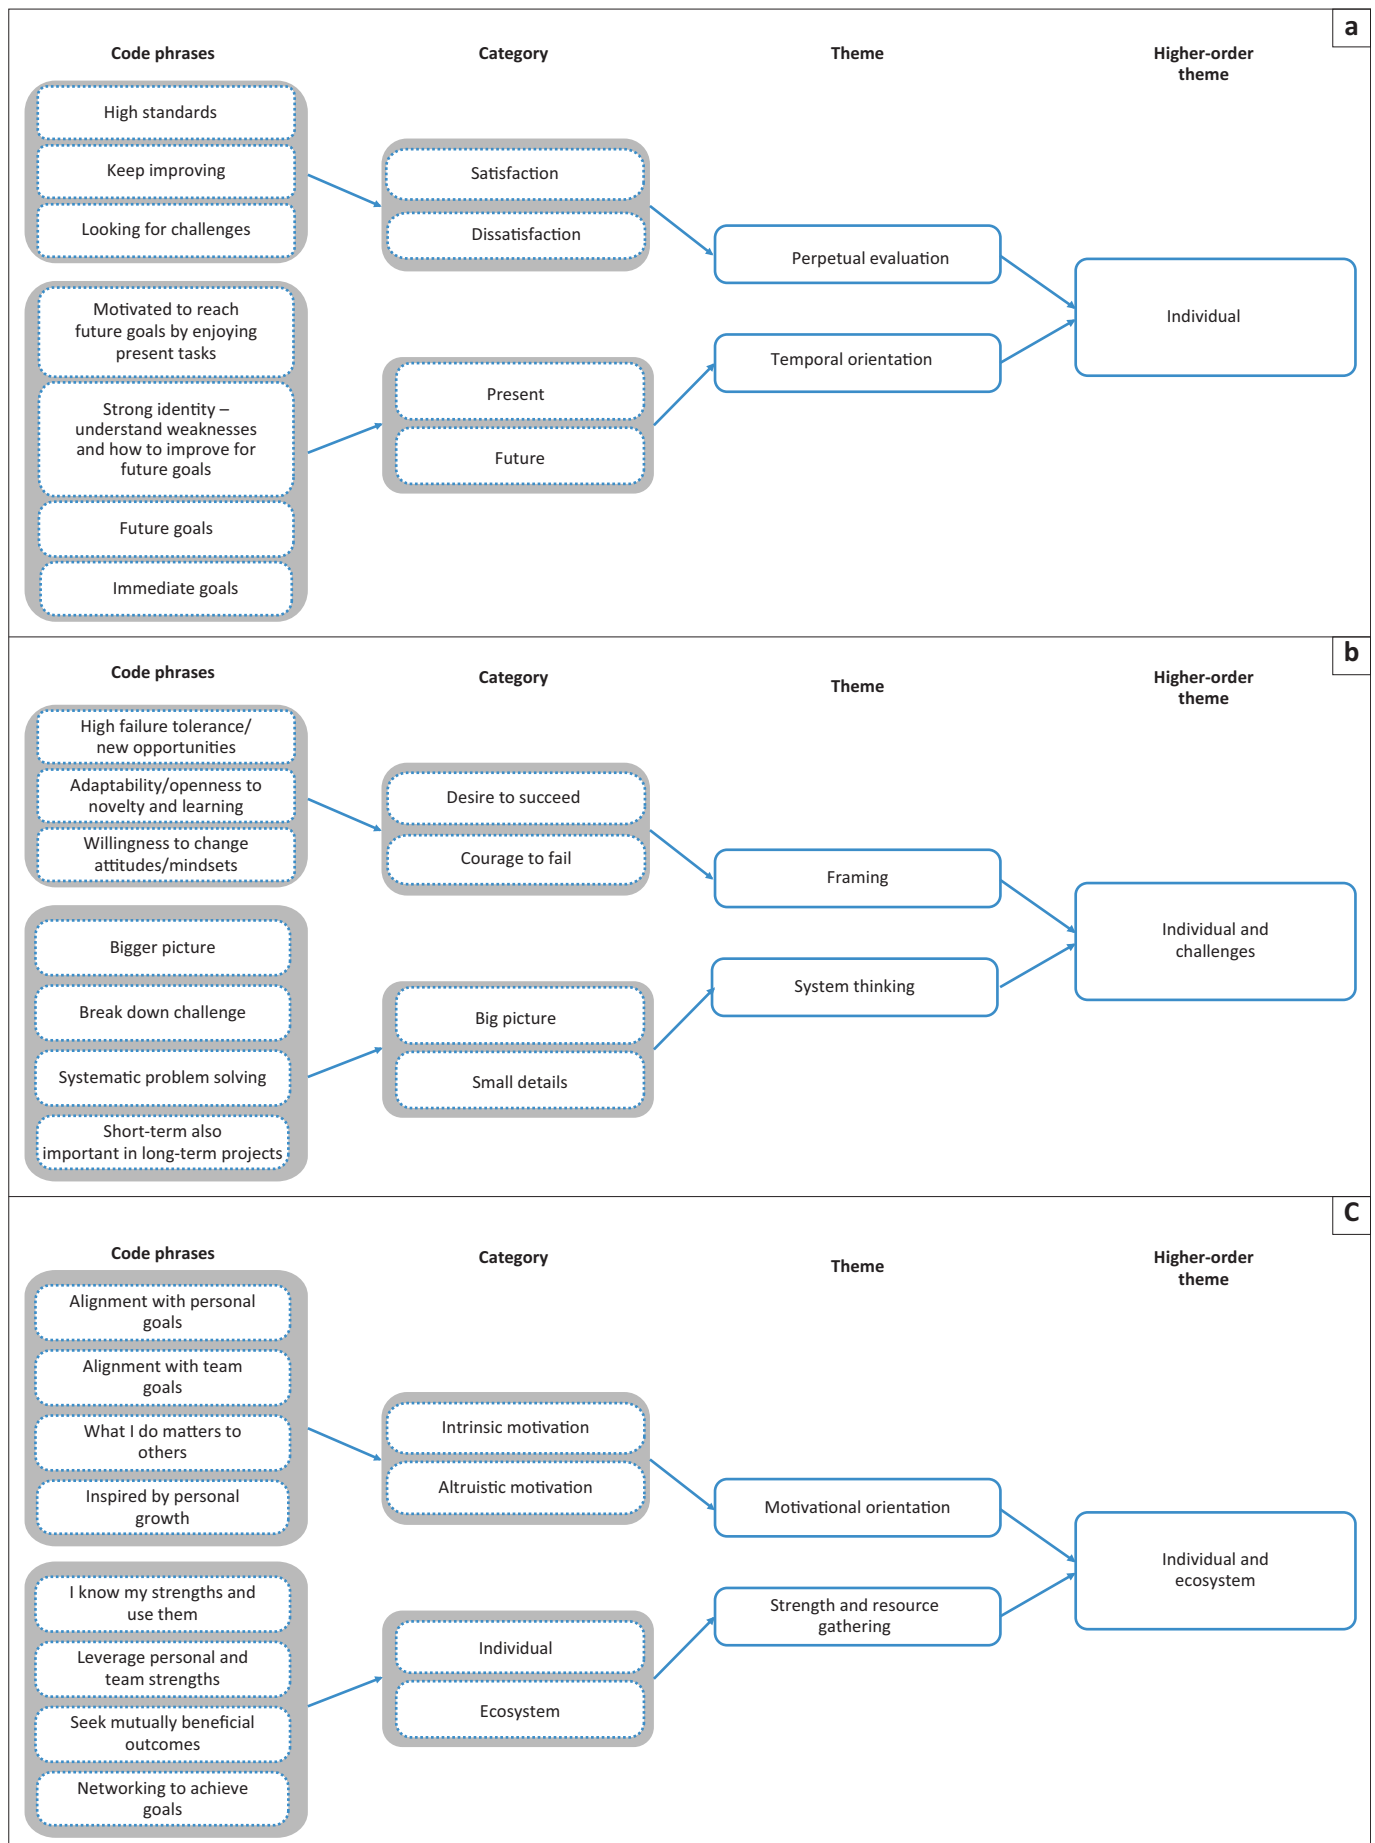 a
Code phrases
Category
Theme
Higher-order
theme
High standards
Keep improving
Looking for challenges
Satisfaction
Dissatisfaction
Perpetual evaluation
Individual
Motivated to reach
future goals by enjoying
present tasks
Strong identity –
understand weaknesses
and how to improve for
future goals
Future goals
Immediate goals
Present
Future
Temporal orientation
b
Code phrases
Category
Theme
Higher-order
theme
High failure tolerance/
new opportunities
Adaptability/openness to
novelty and learning
Willingness to change
attitudes/mindsets
Desire to succeed
Courage to fail
Framing
Individual and
challenges
Bigger picture
Break down challenge
Systematic problem solving
Short-term also
important in long-term projects
Big picture
Small details
System thinking
C
Code phrases
Category
Theme
Higher-order
theme
Alignment with personal
goals
Alignment with team
goals
What I do matters to
others
Inspired by personal
growth
Intrinsic motivation
Altruistic motivation
Motivational orientation
Individual and
ecosystem
I know my strengths and
use them
Leverage personal and
team strengths
Seek mutually beneficial
outcomes
Networking to achieve
goals
Individual
Ecosystem
Strength and resource
gathering